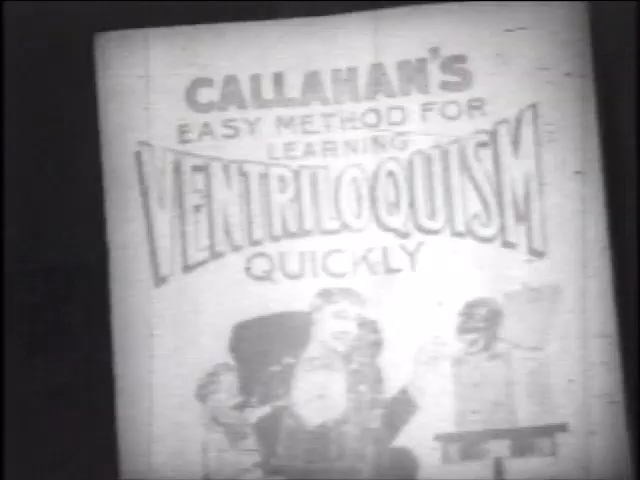 CALLAHAN'S
EASY METHOD FOR
LEARNING
VENTRILOQUISM
QUICKLY